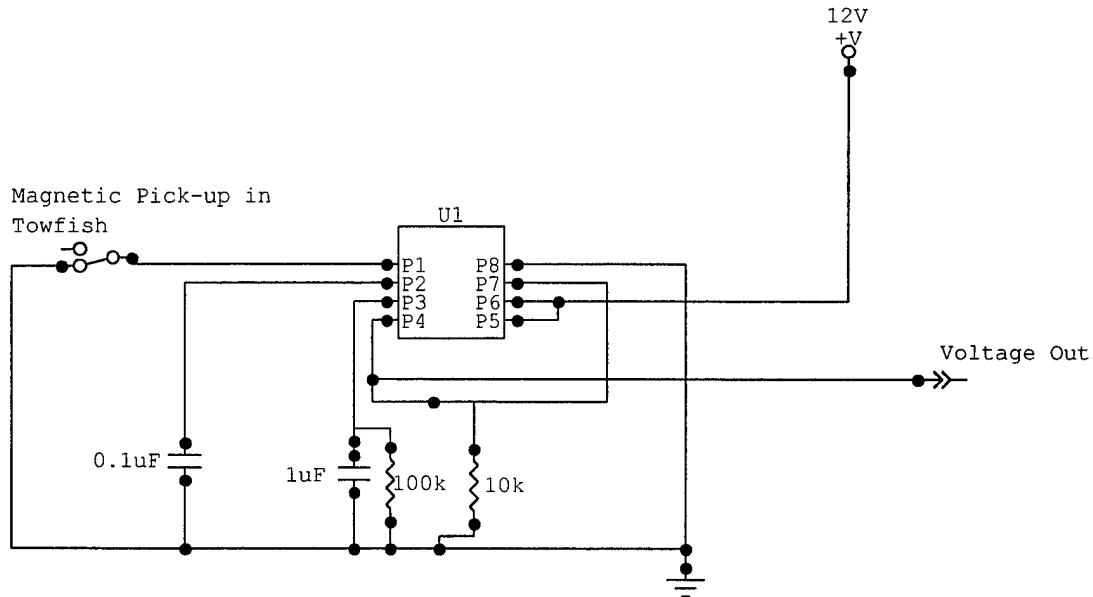 12V
+V
Magnetic Pick-up in
Towfish
U1
P1
P8
P2
P7
P3
P6
P4
P5
Voltage Out
0.1uF
1uF
100k
10k